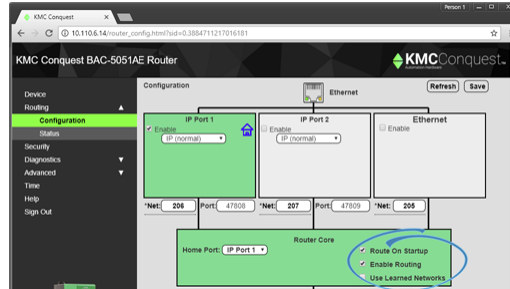 KMC Conquest
Person 1
10.110.6.14/router_config.html?sid=0.3884711217016181
KMC Conquest BAC-5051AE Router
KMCConquest
Device
Routing
Configuration
Status
Security
Diagnostics
Advanced
Time
Help
Sign Out
Configuration
Ethernet
Refresh
Save
IP Port 1
Enable
IP (normal)
IP Port 2
Enable
IP (normal)
Ethernet
Enable
*Net: 206 Port: 47808 *Net: 207 Port: 47809 *Net: 205
Router Core
Home Port: IP Port 1
Route On Startup
Enable Routing
Use Learned Networks